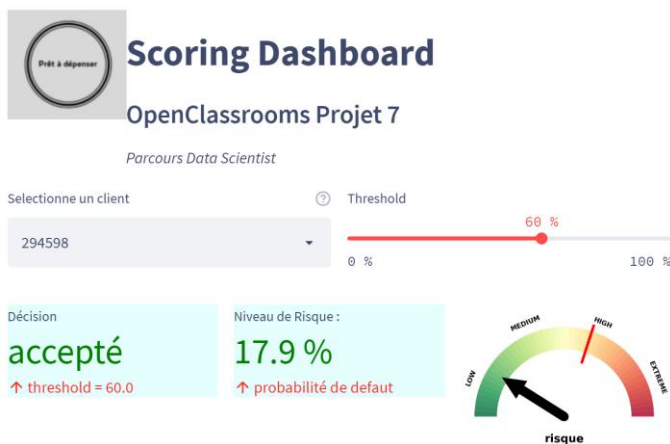 Prêt à dépenser
Scoring Dashboard
OpenClassrooms Projet 7
Parcours Data Scientist
Selectionne un client
294598
Threshold
60 %
0 %
100 %
Décision
accepté
↑ threshold = 60.0
Niveau de Risque :
17.9 %
↑ probabilité de defaut
LOW
MEDIUM
HIGH
EXTREME
risque